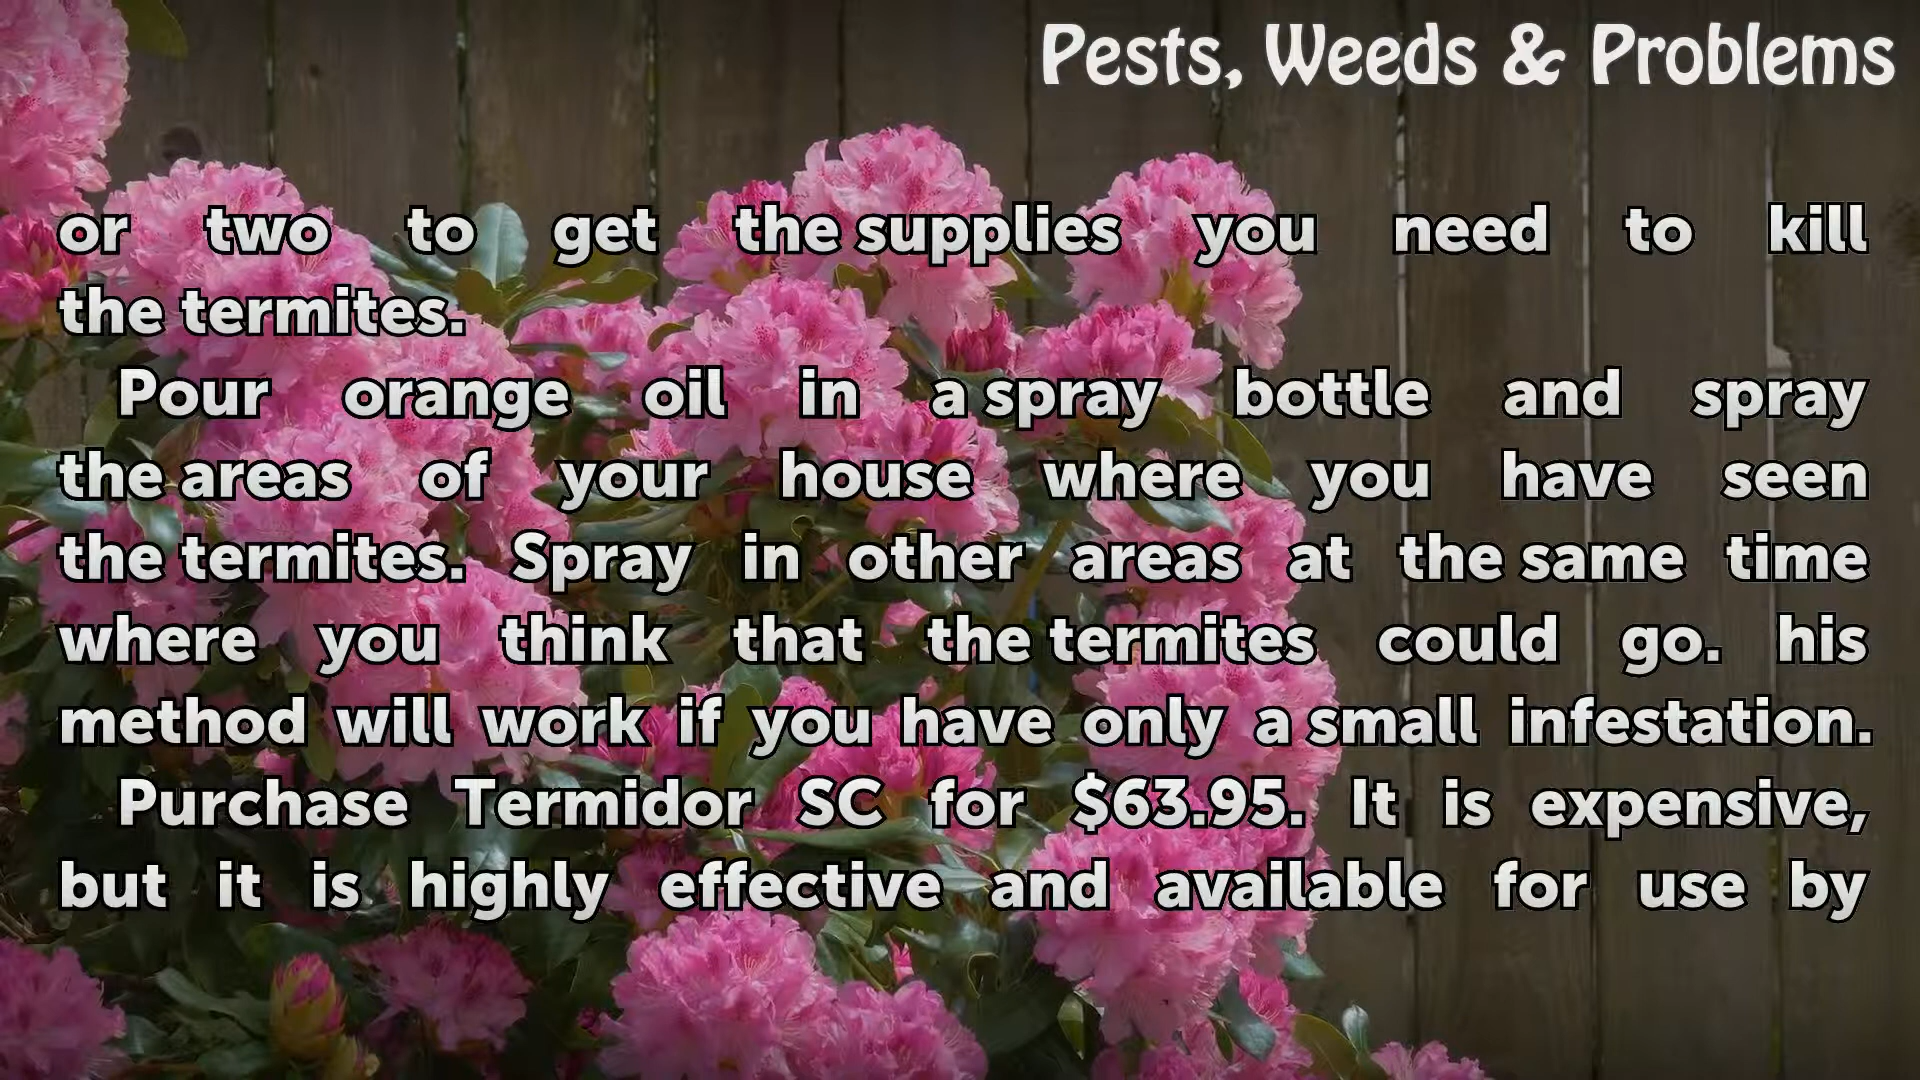 Pests, Weeds & Problems
or two to get the supplies you need to kill
the termites.
Pour orange oil in a spray bottle and spray
the areas of your house where you have seen
the termites. Spray in other areas at the same time
where you think that the termites could go. his
method will work if you have only a small infestation.
Purchase Termidor SC for $63.95. It is expensive,
but it is highly effective and available for use by